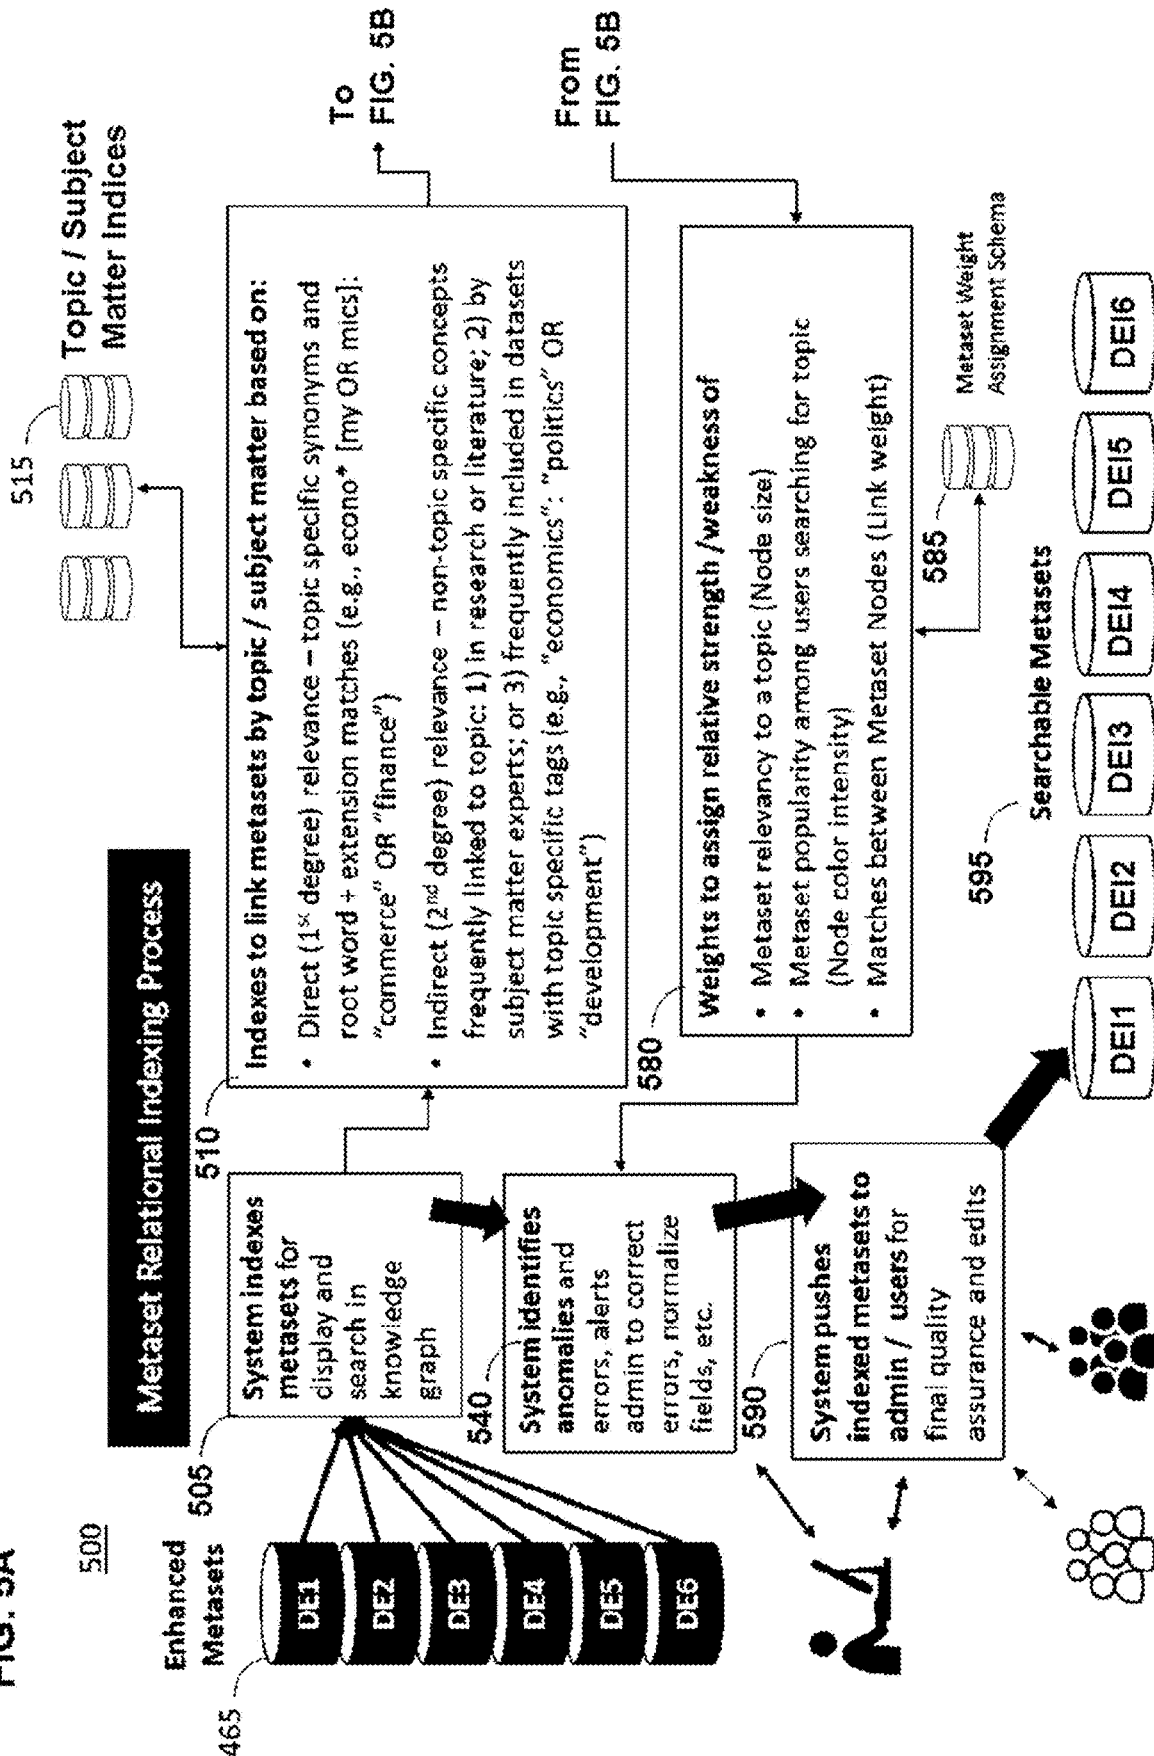 FIG. 5A
500
Metaset Relational Indexing Process
515
Topic / Subject
Matter Indices
465
Enhanced
Metasets
DE1
DE2
DE3
DE4
DE5
DE6
505
System indexes
metasets for
display and
search in
knowledge
graph
510
Indexes to link metasets by topic / subject matter based on:
• Direct (1st degree) relevance – topic specific synonyms and
root word + extension matches (e.g., econo* [my OR mics]:
"commerce" OR "finance")
• Indirect (2nd degree) relevance – non-topic specific concepts
frequently linked to topic: 1) in research or literature; 2) by
subject matter experts; or 3) frequently included in datasets
with topic specific tags (e.g., "economics": "politics" OR
"development")
To
FIG. 5B
540
System identifies
anomalies and
errors, alerts
admin to correct
errors, normalize
fields, etc.
580
Weights to assign relative strength /weakness of
• Metaset relevancy to a topic (Node size)
• Metaset popularity among users searching for topic
(Node color intensity)
• Matches between Metaset Nodes (Link weight)
From
FIG. 5B
585
Metaset Weight
Assignment Schema
590
System pushes
indexed metasets to
admin / users for
final quality
assurance and edits
595
Searchable Metasets
DEI1
DEI2
DEI3
DEI4
DEI5
DEI6